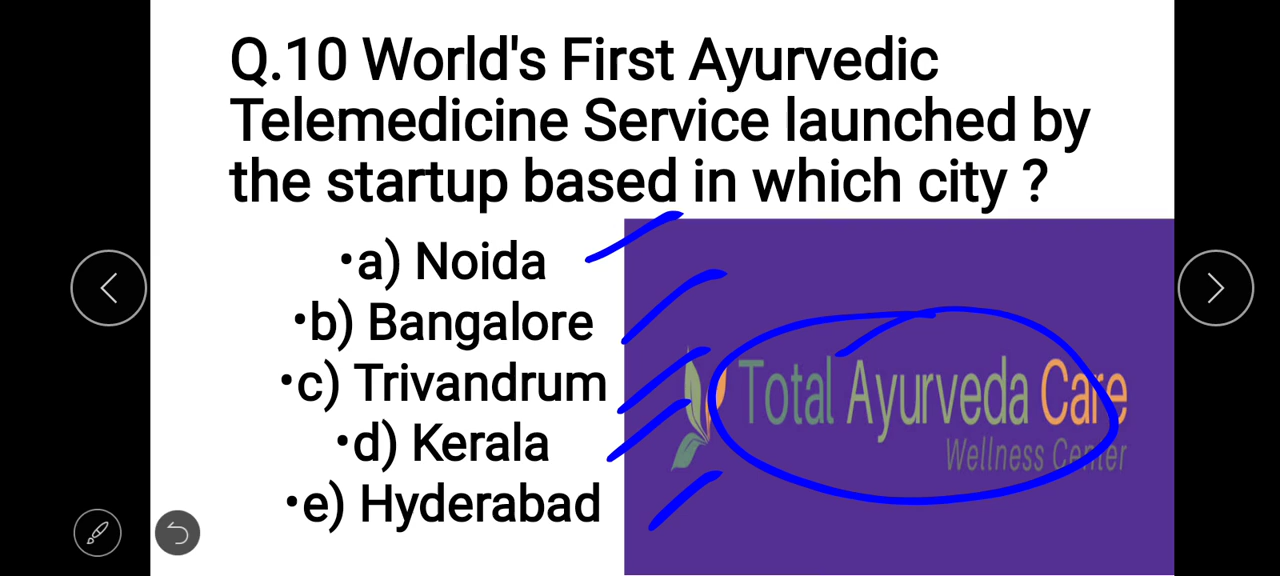 Q.10 World's First Ayurvedic
Telemedicine Service launched by
the startup based in which city ?
•a) Noida
•b) Bangalore
•c) Trivandrum
•d) Kerala
•e) Hyderabad
Total Ayurveda Care
Wellness Center